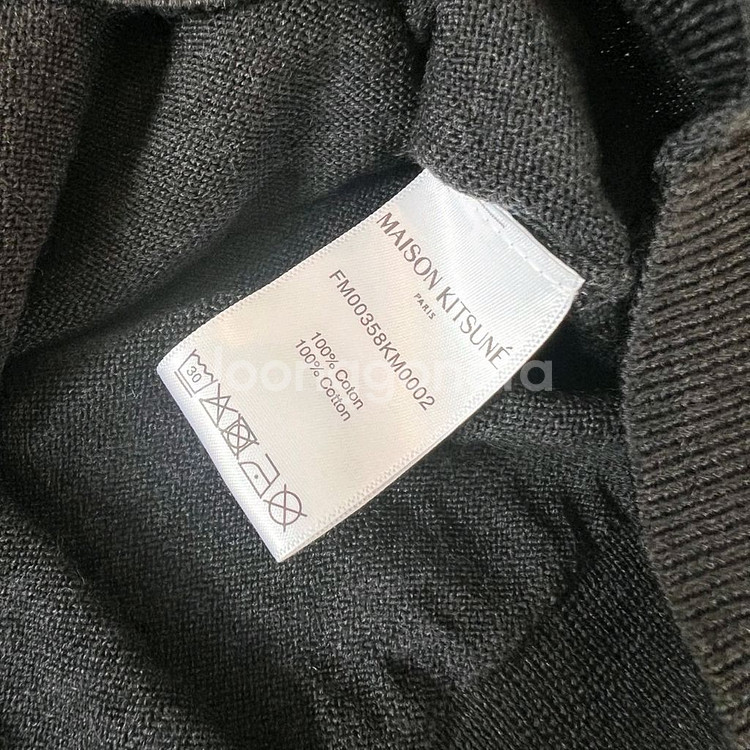 MAISON KITSUNÉ
PARIS
FM00358KM0002
100% Coton
100% Cotton
30